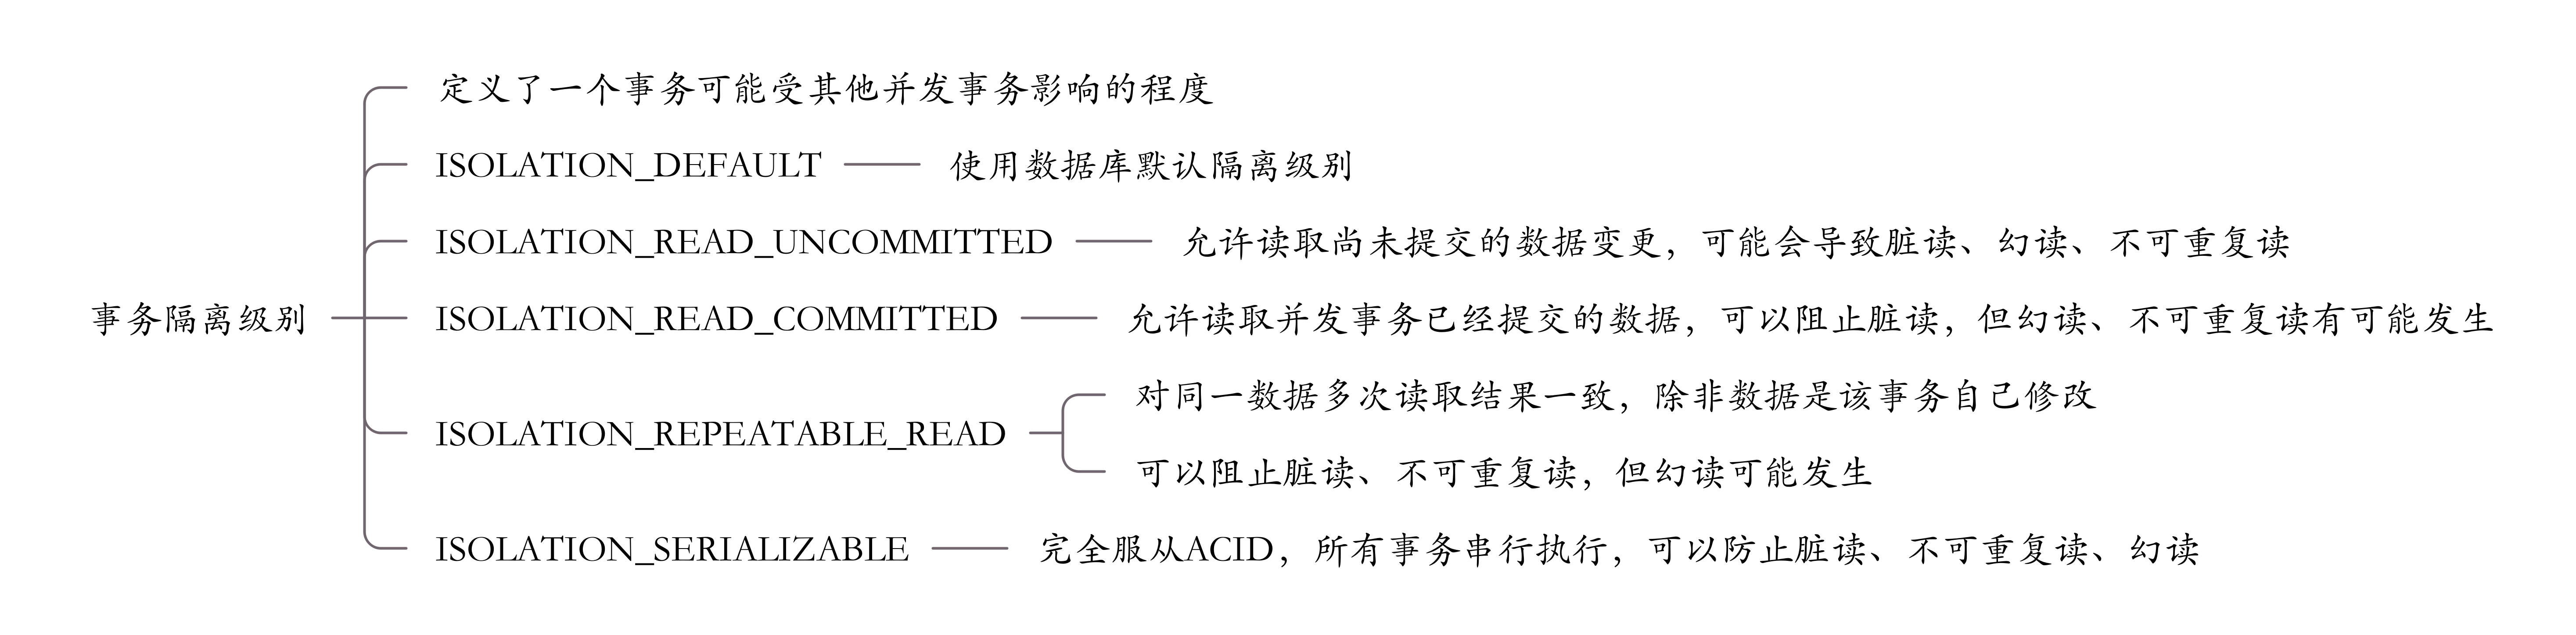 定义了一个事务可能受其他并发事务影响的程度
ISOLATION_DEFAULT 使用数据库默认隔离级别
ISOLATION_READ_UNCOMMITTED 允许读取尚未提交的数据变更，可能会导致脏读、幻读、不可重复读
事务隔离级别 ISOLATION_READ_COMMITTED 允许读取并发事务已经提交的数据，可以阻止脏读，但幻读、不可重复读有可能发生
对同一数据多次读取结果一致，除非数据是该事务自己修改
ISOLATION_REPEATABLE_READ
可以阻止脏读、不可重复读，但幻读可能发生
ISOLATION_SERIALIZABLE 完全服从ACID，所有事务串行执行，可以防止脏读、不可重复读、幻读